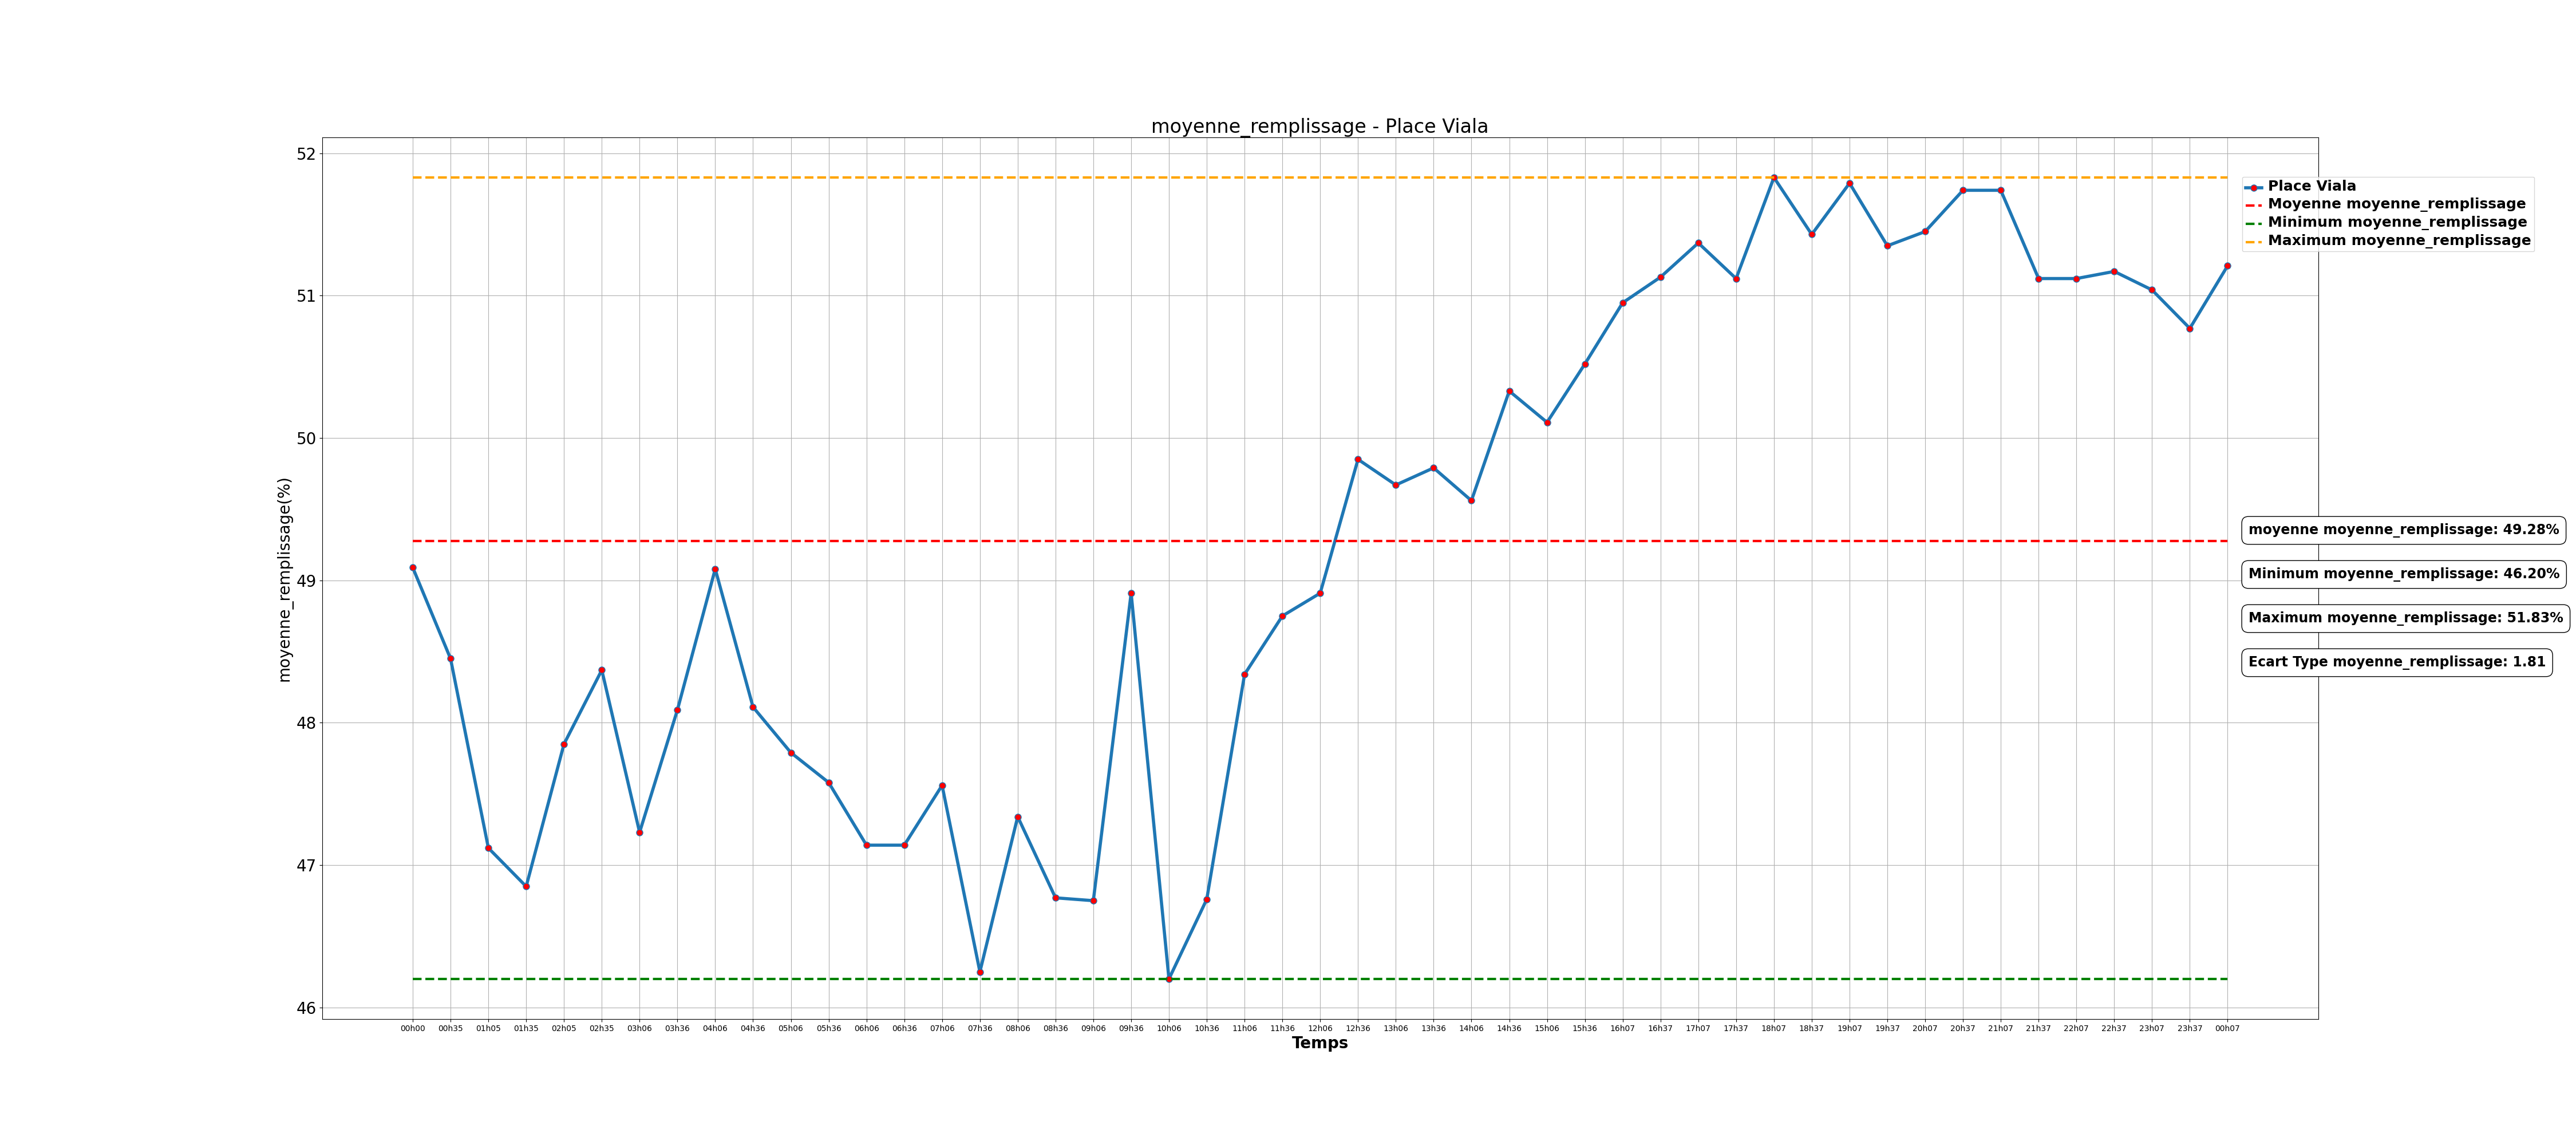 moyenne_remplissage - Place Viala
52
51
50
49
48
47
46
moyenne_remplissage(%)
Place Viala
Moyenne moyenne_remplissage
Minimum moyenne_remplissage
Maximum moyenne_remplissage
moyenne moyenne_remplissage: 49.28%
Minimum moyenne_remplissage: 46.20%
Maximum moyenne_remplissage: 51.83%
Ecart Type moyenne_remplissage: 1.81
00h00 00h35 01h05 01h35 02h05 02h35 03h06 03h36 04h06 04h36 05h06 05h36 06h06 06h36 07h06 07h36 08h06 08h36 09h06 09h36 10h06 10h36 11h06 11h36 12h06 12h36 13h06 13h36 14h06 14h36 15h06 15h36 16h07 16h37 17h07 17h37 18h07 18h37 19h07 19h37 20h07 20h37 21h07 21h37 22h07 22h37 23h07 23h37 00h07
Temps